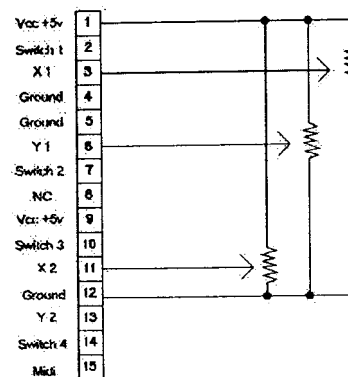 Vcc +5v 1
Switch 1 2
X 1 3
Ground 4
Ground 5
Y 1 6
Switch 2 7
NC 8
Vcc +5v 9
Switch 3 10
X 2 11
Ground 12
Y 2 13
Switch 4 14
Midi 15